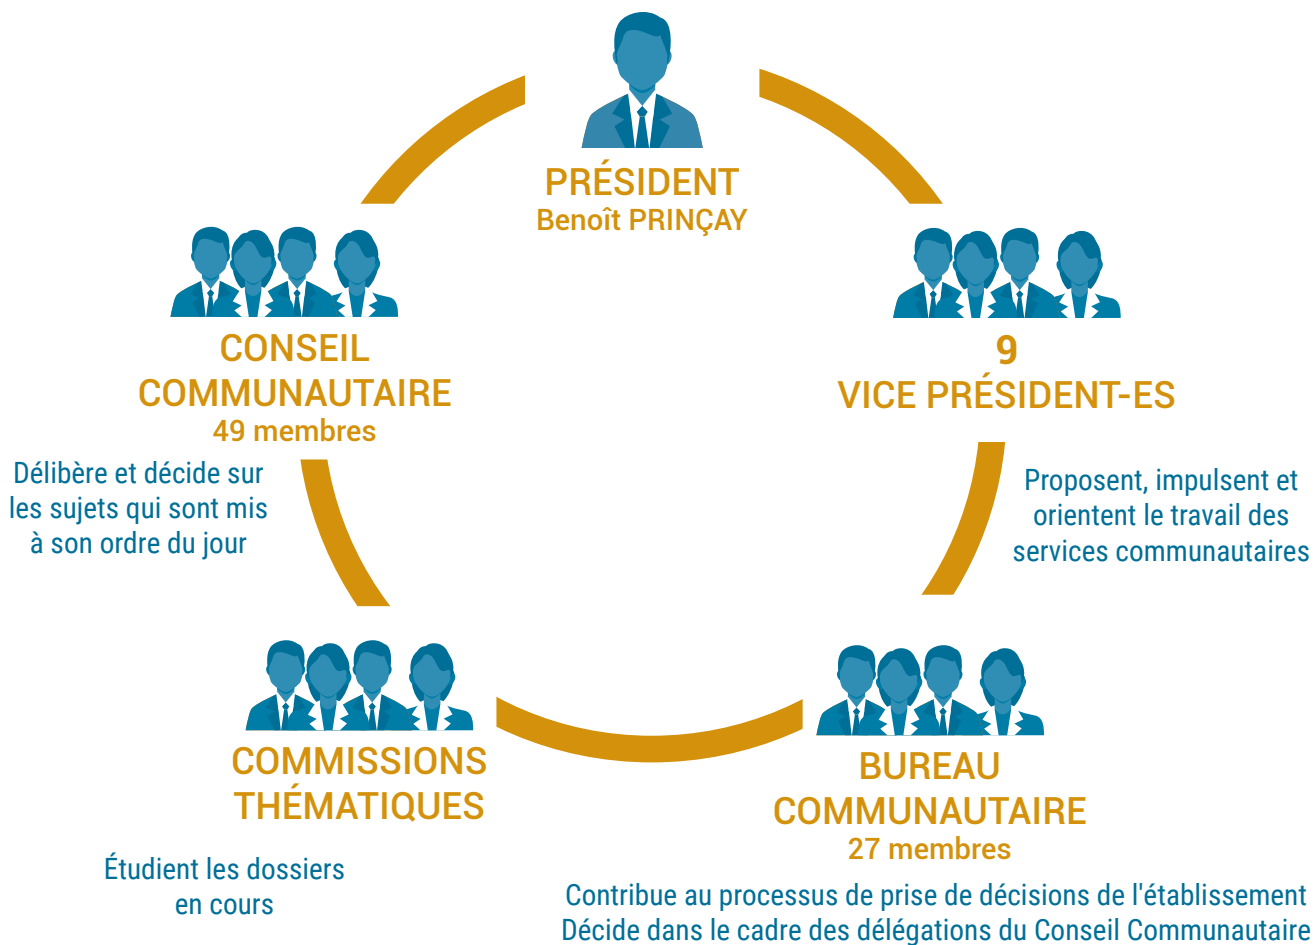 PRÉSIDENT
Benoît PRINÇAY
CONSEIL
COMMUNAUTAIRE
49 membres
Délibère et décide sur
les sujets qui sont mis
à son ordre du jour
9
VICE PRÉSIDENT-ES
Proposent, impulsent et
orientent le travail des
services communautaires
COMMISSIONS
THÉMATIQUES
Étudient les dossiers
en cours
BUREAU
COMMUNAUTAIRE
27 membres
Contribue au processus de prise de décisions de l'établissement
Décide dans le cadre des délégations du Conseil Communautaire